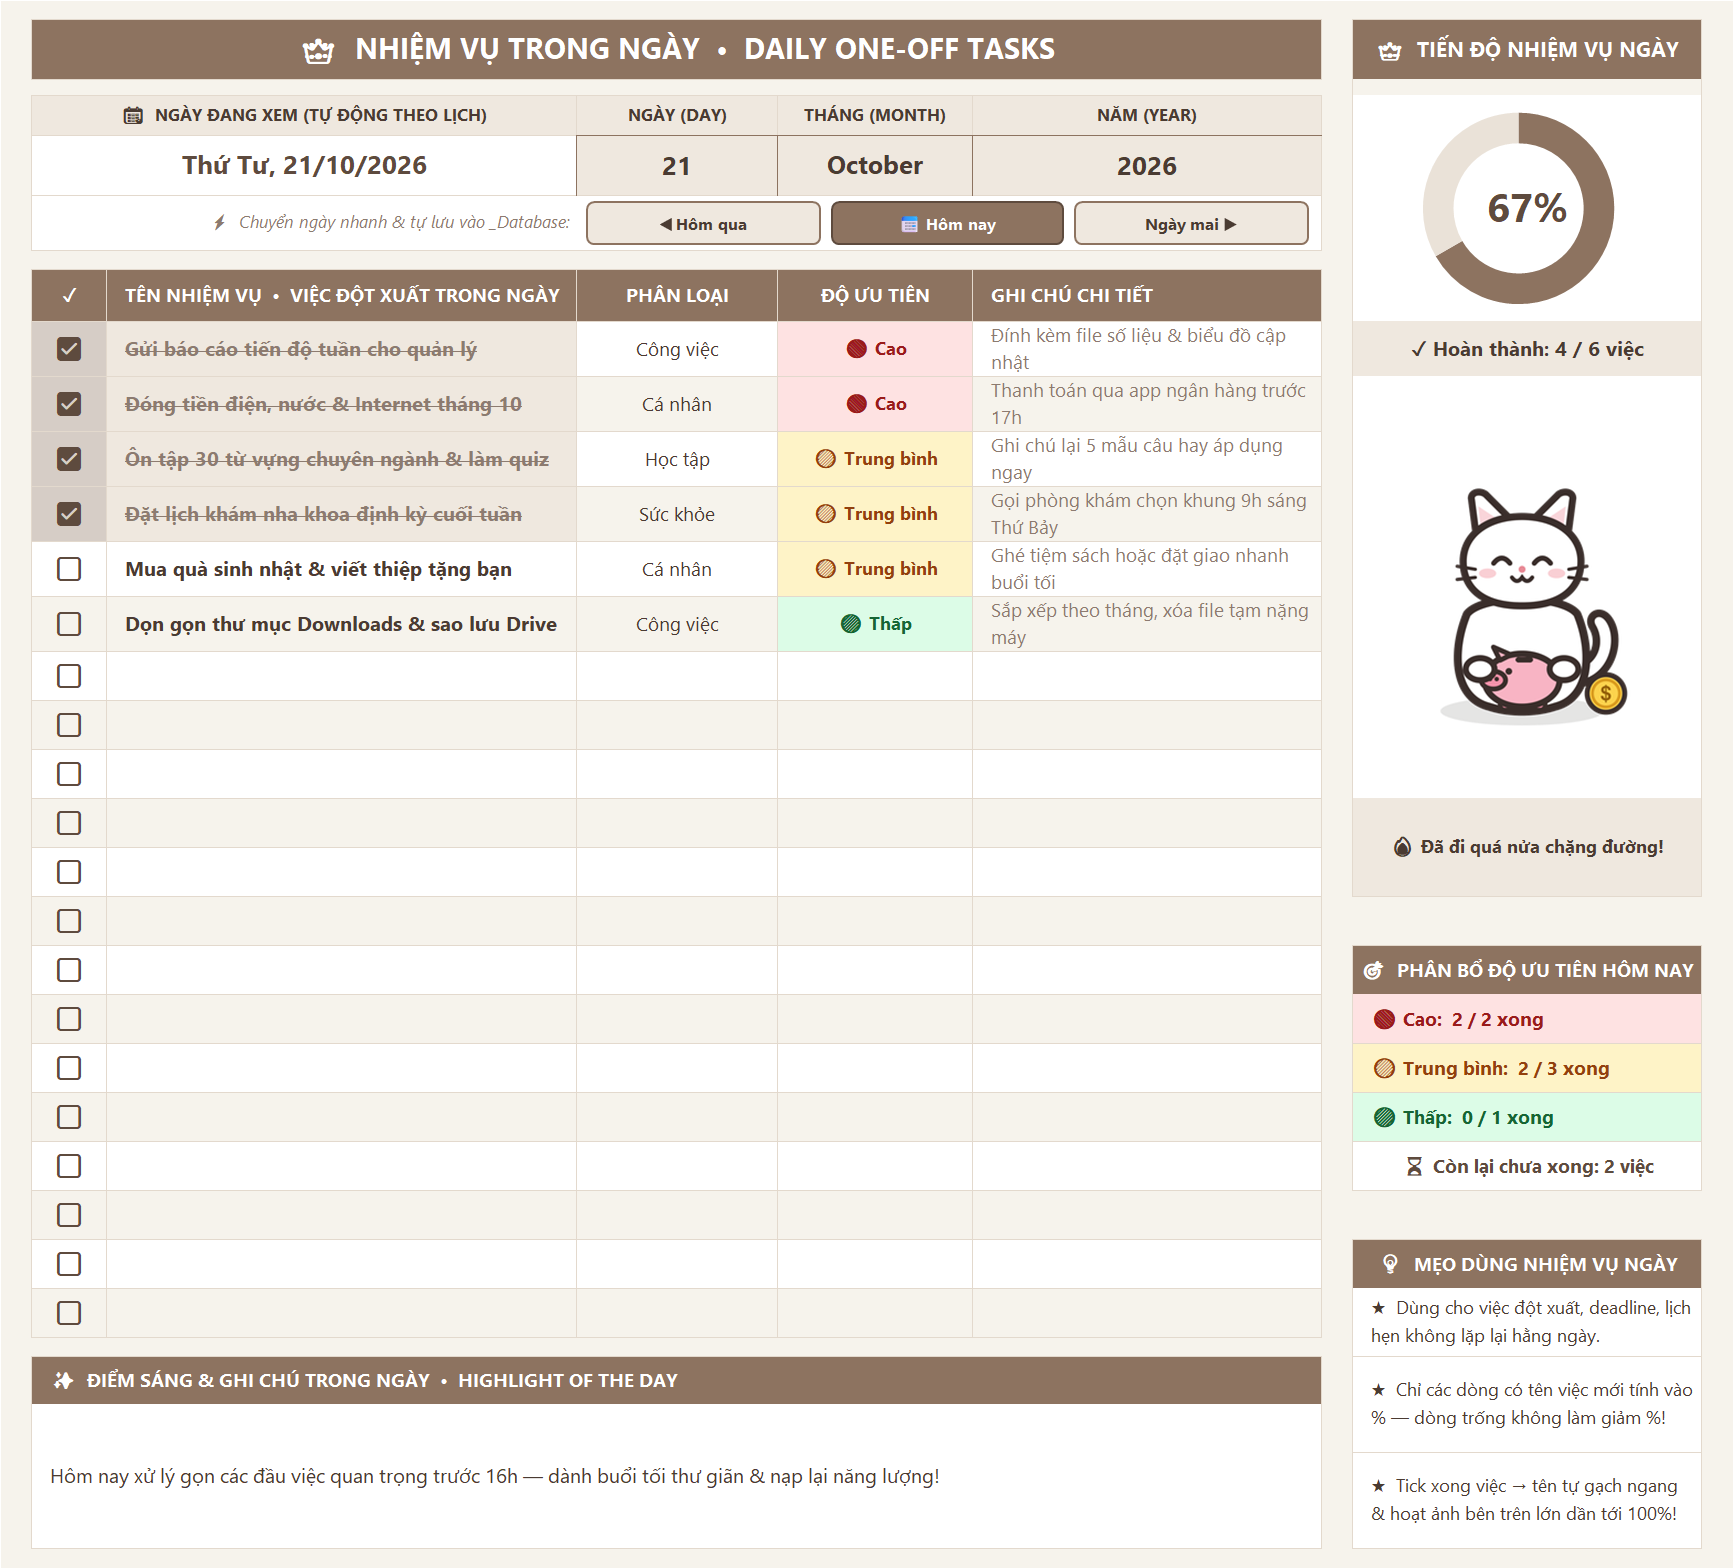 NHIỆM VỤ TRONG NGÀY • DAILY ONE-OFF TASKS
NGÀY ĐANG XEM (TỰ ĐỘNG THEO LỊCH)
NGÀY (DAY)
THÁNG (MONTH)
NĂM (YEAR)
Thứ Tư, 21/10/2026
21
October
2026
Chuyển ngày nhanh & tự lưu vào _Database:
◀ Hôm qua
Hôm nay
Ngày mai ▶
✓
TÊN NHIỆM VỤ • VIỆC ĐỘT XUẤT TRONG NGÀY
PHÂN LOẠI
ĐỘ ƯU TIÊN
GHI CHÚ CHI TIẾT
Gửi báo cáo tiến độ tuần cho quản lý
Công việc
Cao
Đính kèm file số liệu & biểu đồ cập
nhật
Đóng tiền điện, nước & Internet tháng 10
Cá nhân
Cao
Thanh toán qua app ngân hàng trước
17h
Ôn tập 30 từ vựng chuyên ngành & làm quiz
Học tập
Trung bình
Ghi chú lại 5 mẫu câu hay áp dụng
ngay
Đặt lịch khám nha khoa định kỳ cuối tuần
Sức khỏe
Trung bình
Gọi phòng khám chọn khung 9h sáng
Thứ Bảy
Mua quà sinh nhật & viết thiệp tặng bạn
Cá nhân
Trung bình
Ghé tiệm sách hoặc đặt giao nhanh
buổi tối
Dọn gọn thư mục Downloads & sao lưu Drive
Công việc
Thấp
Sắp xếp theo tháng, xóa file tạm nặng
máy
ĐIỂM SÁNG & GHI CHÚ TRONG NGÀY • HIGHLIGHT OF THE DAY
Hôm nay xử lý gọn các đầu việc quan trọng trước 16h — dành buổi tối thư giãn & nạp lại năng lượng!
TIẾN ĐỘ NHIỆM VỤ NGÀY
67%
✓ Hoàn thành: 4 / 6 việc
$
Đã đi quá nửa chặng đường!
PHÂN BỔ ĐỘ ƯU TIÊN HÔM NAY
Cao: 2 / 2 xong
Trung bình: 2 / 3 xong
Thấp: 0 / 1 xong
Còn lại chưa xong: 2 việc
MẸO DÙNG NHIỆM VỤ NGÀY
★ Dùng cho việc đột xuất, deadline, lịch
hẹn không lặp lại hằng ngày.
★ Chỉ các dòng có tên việc mới tính vào
% — dòng trống không làm giảm %!
★ Tick xong việc → tên tự gạch ngang
& hoạt ảnh bên trên lớn dần tới 100%!